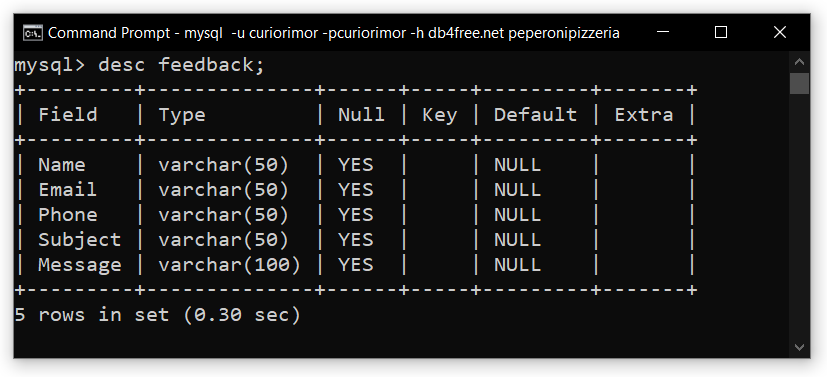 Command Prompt - mysql  -u curiorimor -pcuriorimor -h db4free.net peperonipizzeria
mysql> desc feedback;
+---------+--------------+------+-----+---------+-------+
| Field   | Type         | Null | Key | Default | Extra |
+---------+--------------+------+-----+---------+-------+
| Name    | varchar(50)  | YES  |     | NULL    |       |
| Email   | varchar(50)  | YES  |     | NULL    |       |
| Phone   | varchar(50)  | YES  |     | NULL    |       |
| Subject | varchar(50)  | YES  |     | NULL    |       |
| Message | varchar(100) | YES  |     | NULL    |       |
+---------+--------------+------+-----+---------+-------+
5 rows in set (0.30 sec)